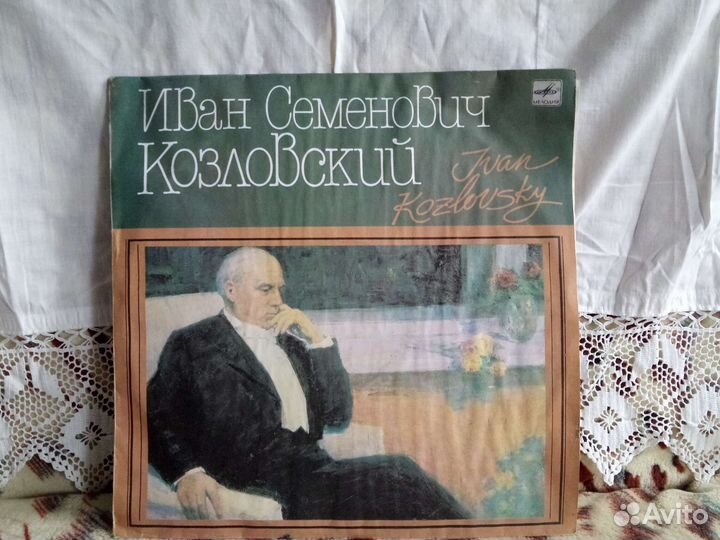 Иван Семенович
Козловский
Ivan
Kozlovsky
МЕЛОДИЯ
Avito